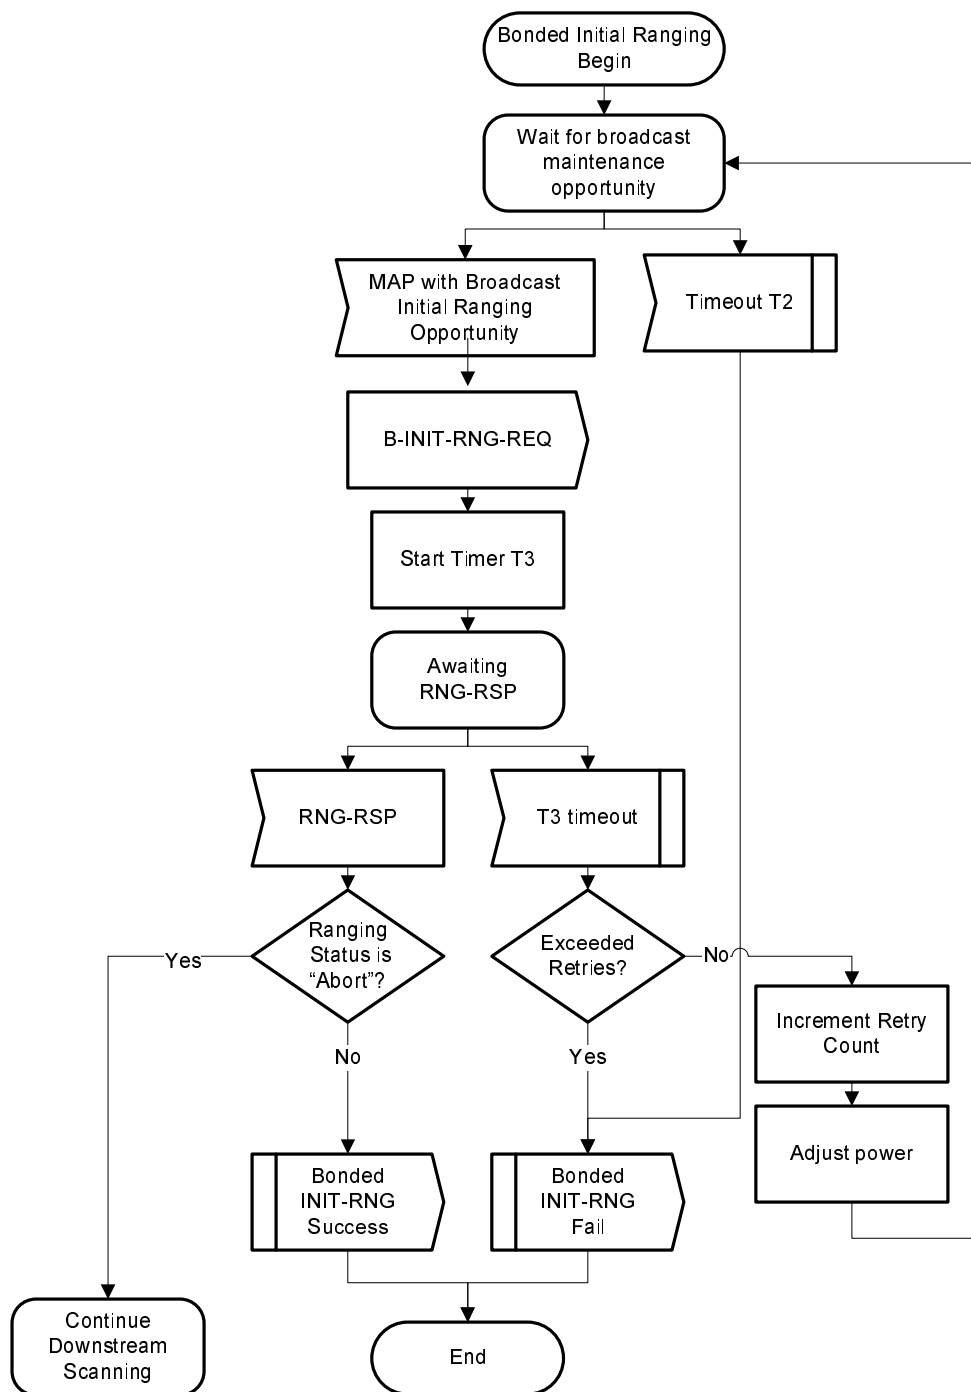 Bonded Initial Ranging
Begin
Wait for broadcast
maintenance
opportunity
MAP with Broadcast
Initial Ranging
Opportunity
Timeout T2
B-INIT-RNG-REQ
Start Timer T3
Awaiting
RNG-RSP
RNG-RSP
T3 timeout
Ranging
Status is
“Abort”?
Exceeded
Retries?
Yes
No
Increment Retry
Count
No
Yes
Adjust power
Bonded
INIT-RNG
Success
Bonded
INIT-RNG
Fail
Continue
Downstream
Scanning
End